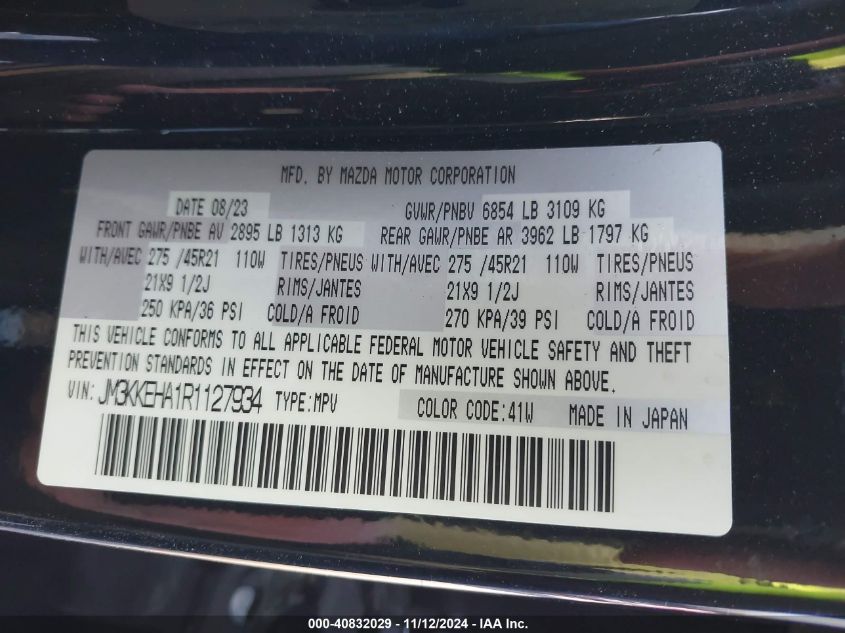 MFD. BY MAZDA MOTOR CORPORATION
DATE 08/23 GVWR/PNBV 6854 LB 3109 KG
FRONT GAWR/PNBE AV 2895 LB 1313 KG REAR GAWR/PNBE AR 3962 LB 1797 KG
WITH/AVEC 275 /45R21 110W TIRES/PNEUS WITH/AVEC 275 /45R21 110W TIRES/PNEUS
21X9 1/2J RIMS/JANTES 21X9 1/2J RIMS/JANTES
250 KPA/36 PSI COLD/A FROID 270 KPA/39 PSI COLD/A FROID
THIS VEHICLE CONFORMS TO ALL APPLICABLE FEDERAL MOTOR VEHICLE SAFETY AND THEFT
PREVENTION STANDARDS IN EFFECT ON THE DATE OF MANUFACTURE SHOWN ABOVE.
VIN: JM3KKEHA1R1127934 TYPE:MPV COLOR CODE:41W MADE IN JAPAN
000-40832029 - 11/12/2024 - IAA Inc.